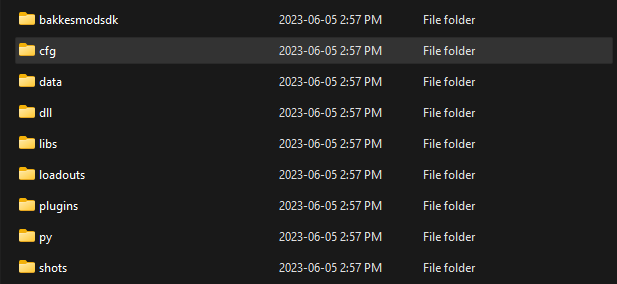 bakkesmodsdk 2023-06-05 2:57 PM File folder
cfg 2023-06-05 2:57 PM File folder
data 2023-06-05 2:57 PM File folder
dll 2023-06-05 2:57 PM File folder
libs 2023-06-05 2:57 PM File folder
loadouts 2023-06-05 2:57 PM File folder
plugins 2023-06-05 2:57 PM File folder
py 2023-06-05 2:57 PM File folder
shots 2023-06-05 2:57 PM File folder